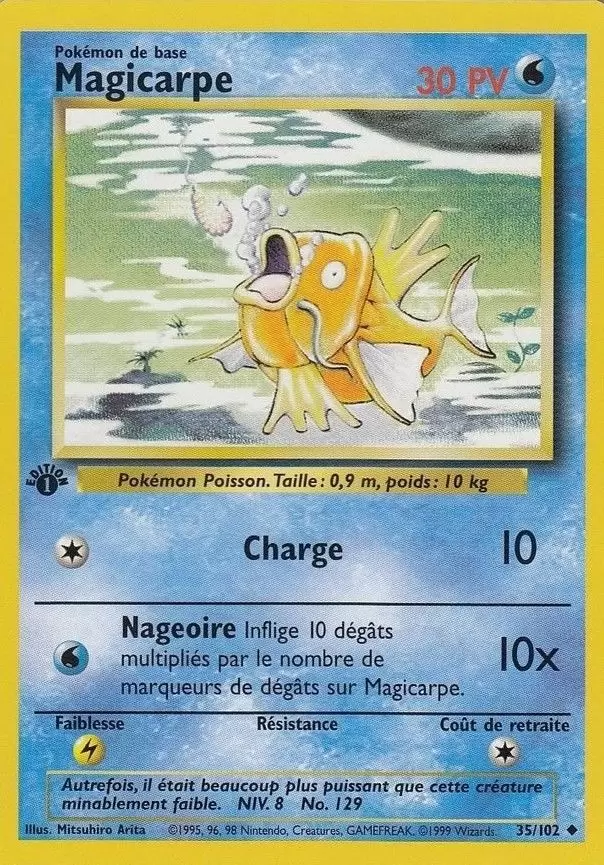 Pokémon de base
Magicarpe 30 PV
EDITION 1
Pokémon Poisson. Taille: 0,9 m, poids: 10 kg
Charge 10
Nageoire Inflige 10 dégâts
multipliés par le nombre de
marqueurs de dégâts sur Magicarpe.
10x
Faiblesse Résistance Coût de retraite
Autrefois, il était beaucoup plus puissant que cette créature
minablement faible. NIV. 8 No. 129
Illus. Mitsuhiro Arita ©1995, 96, 98 Nintendo, Creatures, GAMEFREAK. ©1999 Wizards. 35/102